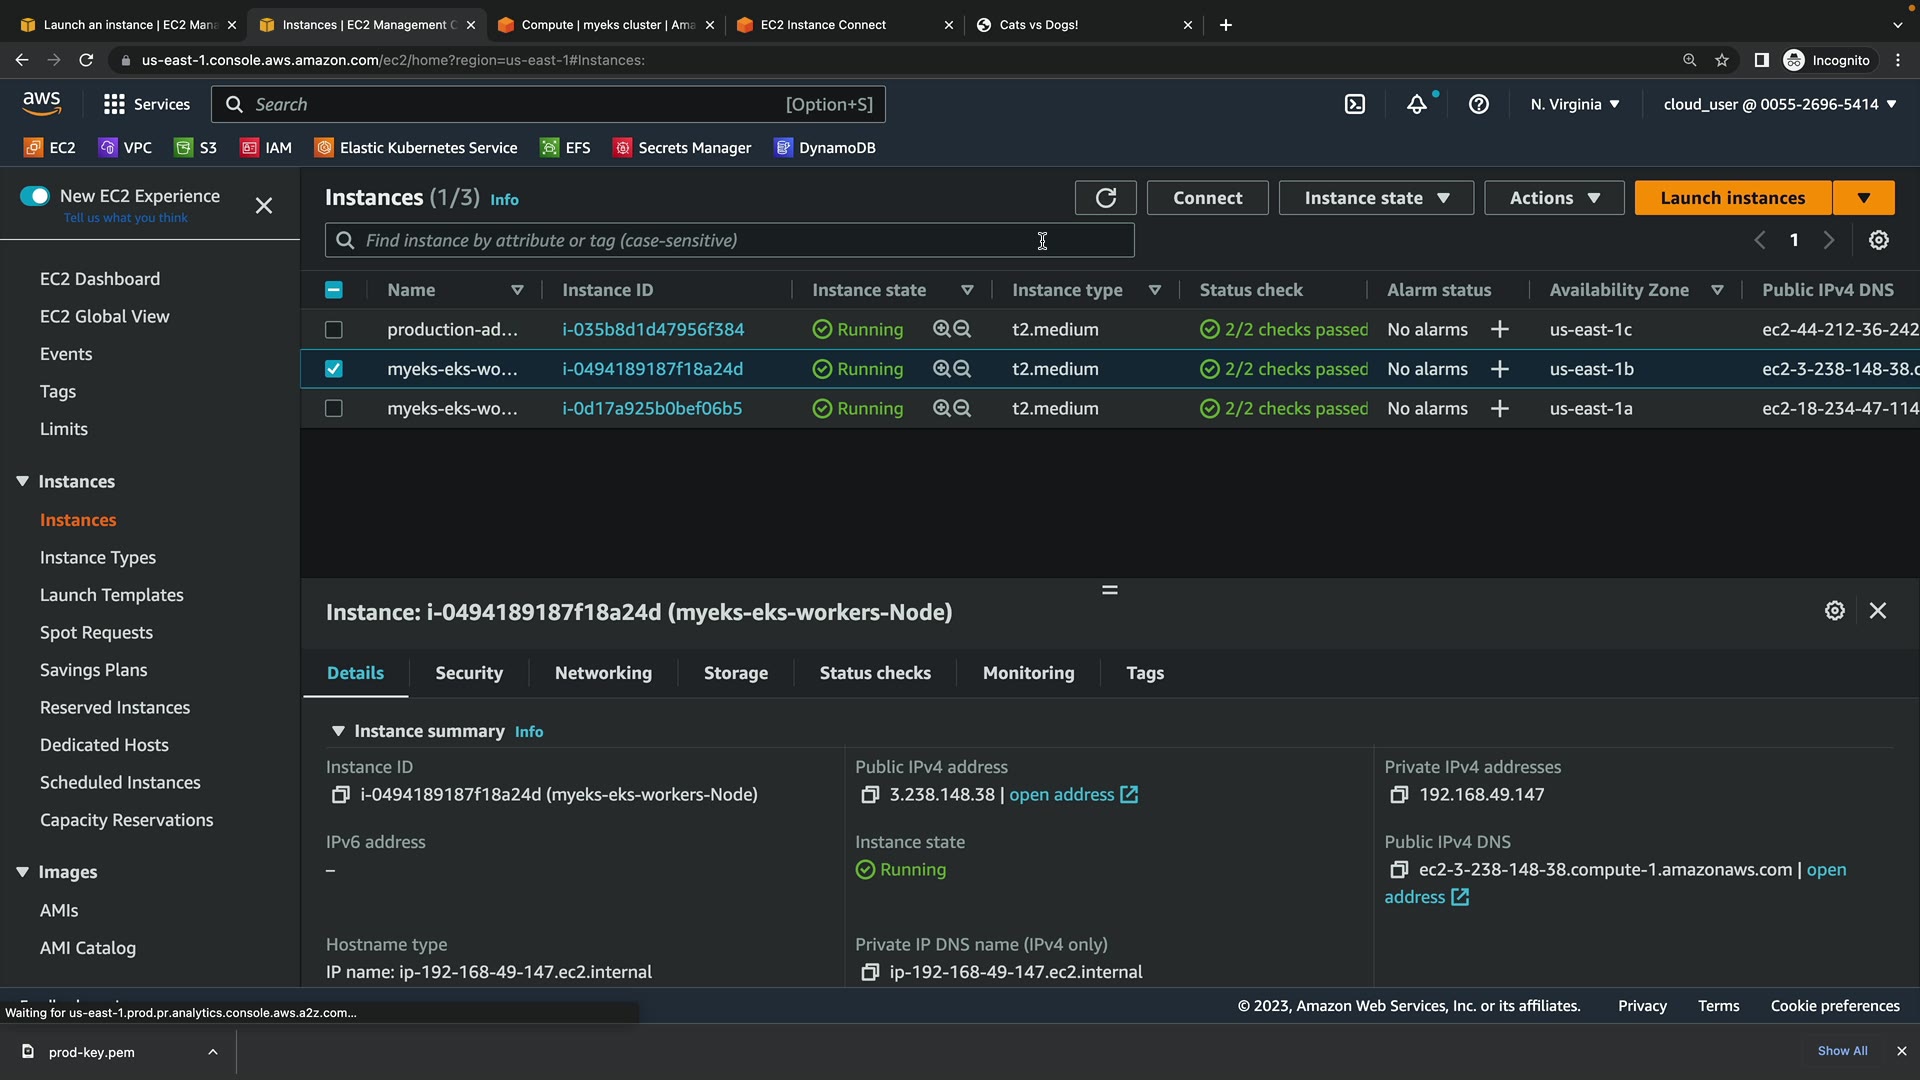 Launch an instance | EC2 Mana
Instances | EC2 Management C
Compute | myeks cluster | Ama
EC2 Instance Connect
Cats vs Dogs!
us-east-1.console.aws.amazon.com/ec2/home?region=us-east-1#Instances:
Incognito
aws
Services
Search
[Option+S]
N. Virginia
cloud_user @ 0055-2696-5414
EC2
VPC
S3
IAM
Elastic Kubernetes Service
EFS
Secrets Manager
DynamoDB
New EC2 Experience
Tell us what you think
EC2 Dashboard
EC2 Global View
Events
Tags
Limits
Instances
Instances
Instance Types
Launch Templates
Spot Requests
Savings Plans
Reserved Instances
Dedicated Hosts
Scheduled Instances
Capacity Reservations
Images
AMIs
AMI Catalog
Instances (1/3) Info
Connect
Instance state
Actions
Launch instances
Find instance by attribute or tag (case-sensitive)
1
Name Instance ID Instance state Instance type Status check Alarm status Availability Zone Public IPv4 DNS
production-ad... i-035b8d1d47956f384 Running t2.medium 2/2 checks passed No alarms us-east-1c ec2-44-212-36-242
myeks-eks-wo... i-0494189187f18a24d Running t2.medium 2/2 checks passed No alarms us-east-1b ec2-3-238-148-38.c
myeks-eks-wo... i-0d17a925b0bef06b5 Running t2.medium 2/2 checks passed No alarms us-east-1a ec2-18-234-47-114
Instance: i-0494189187f18a24d (myeks-eks-workers-Node)
Details Security Networking Storage Status checks Monitoring Tags
Instance summary Info
Instance ID
i-0494189187f18a24d (myeks-eks-workers-Node)
Public IPv4 address
3.238.148.38 | open address
Private IPv4 addresses
192.168.49.147
IPv6 address
–
Instance state
Running
Public IPv4 DNS
ec2-3-238-148-38.compute-1.amazonaws.com | open
address
Hostname type
IP name: ip-192-168-49-147.ec2.internal
Private IP DNS name (IPv4 only)
ip-192-168-49-147.ec2.internal
© 2023, Amazon Web Services, Inc. or its affiliates.
Privacy
Terms
Cookie preferences
Waiting for us-east-1.prod.pr.analytics.console.aws.a2z.com...
prod-key.pem
Show All